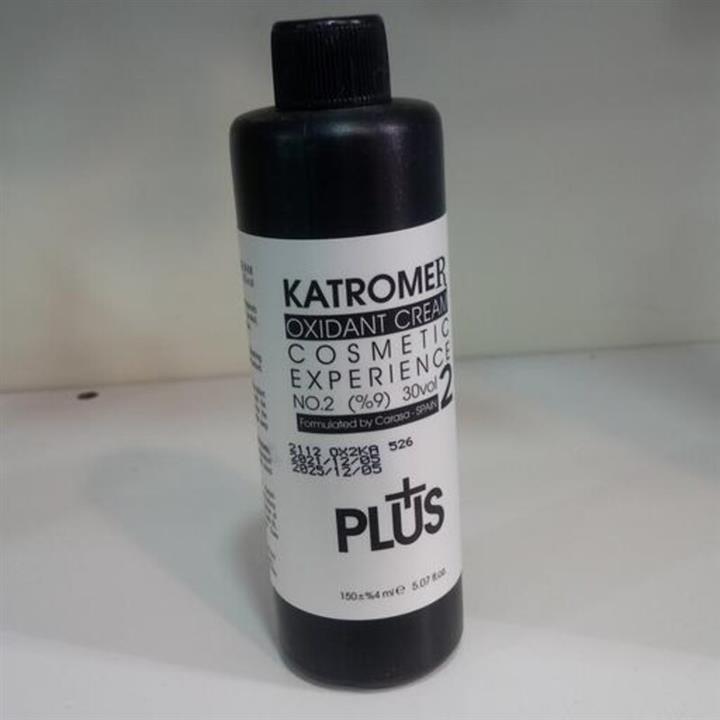 KATROMER
OXIDANT CREAM
COSMETIC
EXPERIENCE
NO.2 (%9) 30vol 2
Formulated by Carasa - SPAIN
2112 OX2KA 526
2021/12/05
2025/12/05
PLUS
150±%4 ml e 5.07 fl.oz.